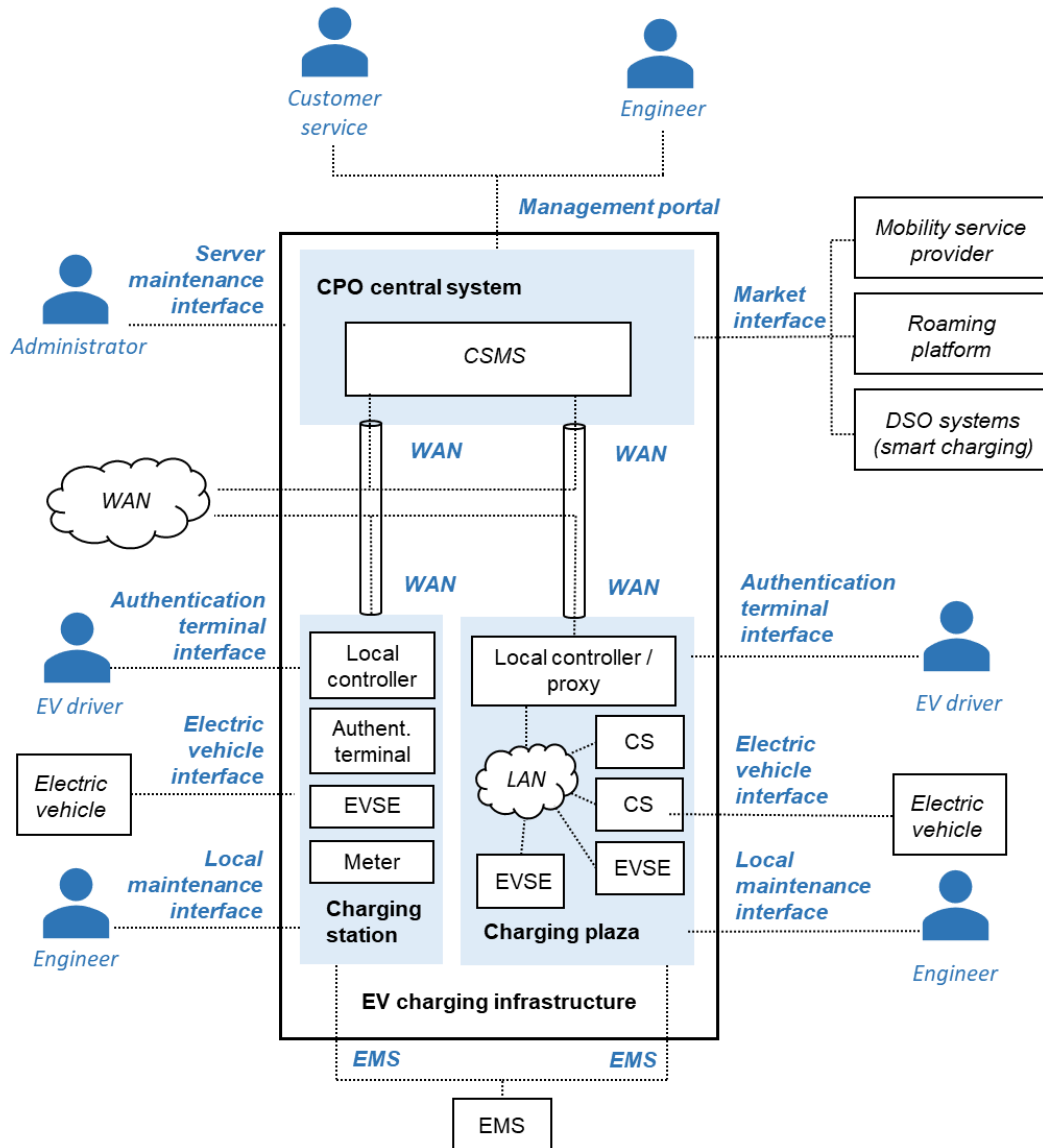 Customer
service
Engineer
Management portal
Server
maintenance
interface
Administrator
CPO central system
CSMS
Market
interface
Mobility service
provider
Roaming
platform
DSO systems
(smart charging)
WAN
WAN
WAN
WAN
WAN
Authentication
terminal
interface
EV driver
Electric
vehicle
interface
Electric
vehicle
Local
maintenance
interface
Engineer
Local
controller
Authent.
terminal
EVSE
Meter
Charging
station
Local controller /
proxy
LAN
CS
CS
EVSE
EVSE
Charging plaza
Authentication
terminal
interface
EV driver
Electric
vehicle
interface
Electric
vehicle
Local
maintenance
interface
Engineer
EV charging infrastructure
EMS
EMS
EMS